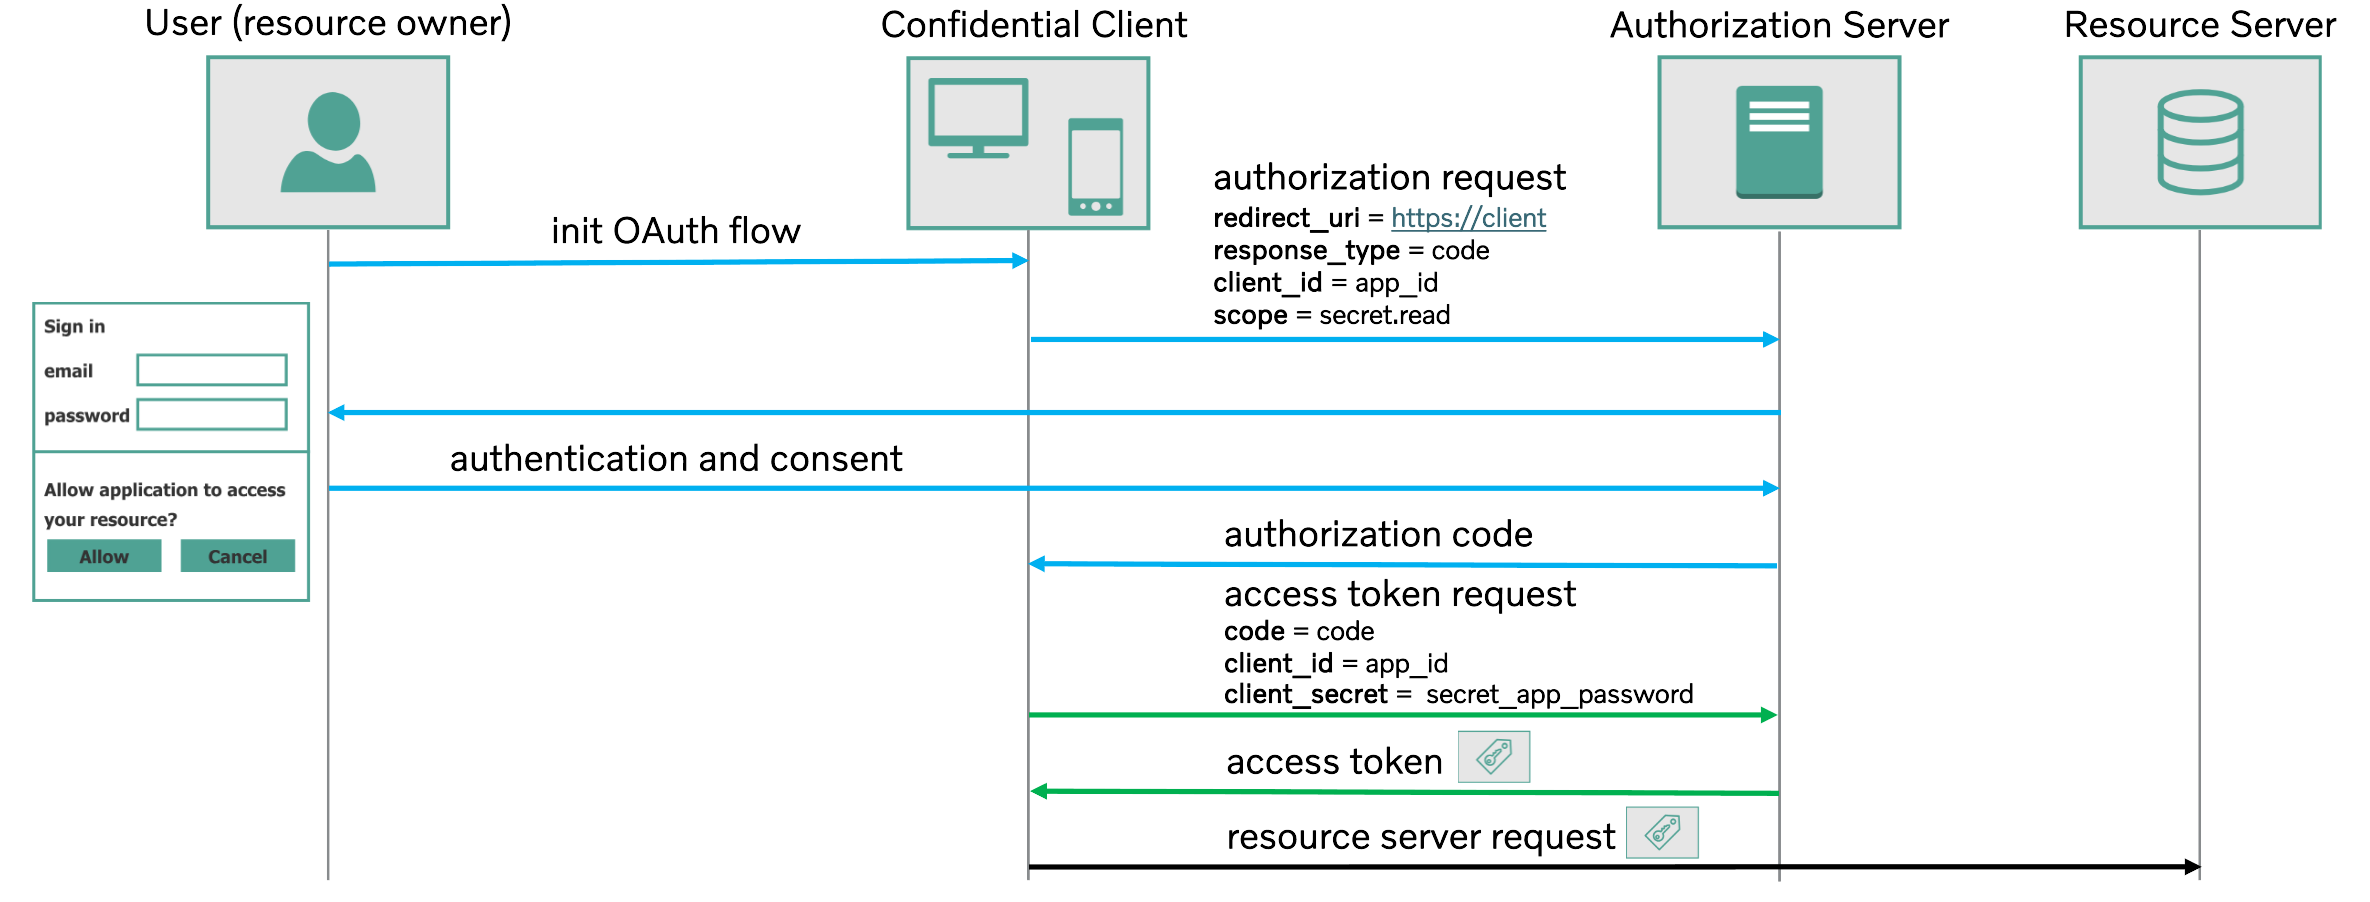 User (resource owner)
Confidential Client
Authorization Server
Resource Server
init OAuth flow
authorization request
redirect_uri = https://client
response_type = code
client_id = app_id
scope = secret.read
Sign in
email
password
authentication and consent
Allow application to access
your resource?
Allow
Cancel
authorization code
access token request
code = code
client_id = app_id
client_secret = secret_app_password
access token
resource server request